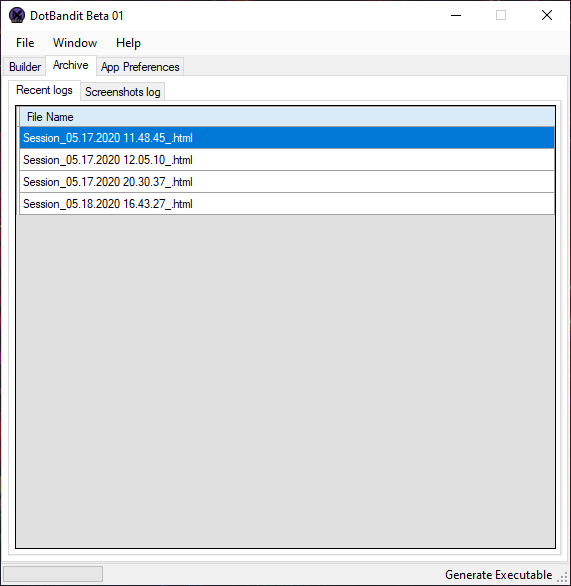 DotBandit Beta 01
File Window Help
Builder Archive App Preferences
Recent logs Screenshots log
File Name
Session_05.17.2020 11.48.45_.html
Session_05.17.2020 12.05.10_.html
Session_05.17.2020 20.30.37_.html
Session_05.18.2020 16.43.27_.html
Generate Executable